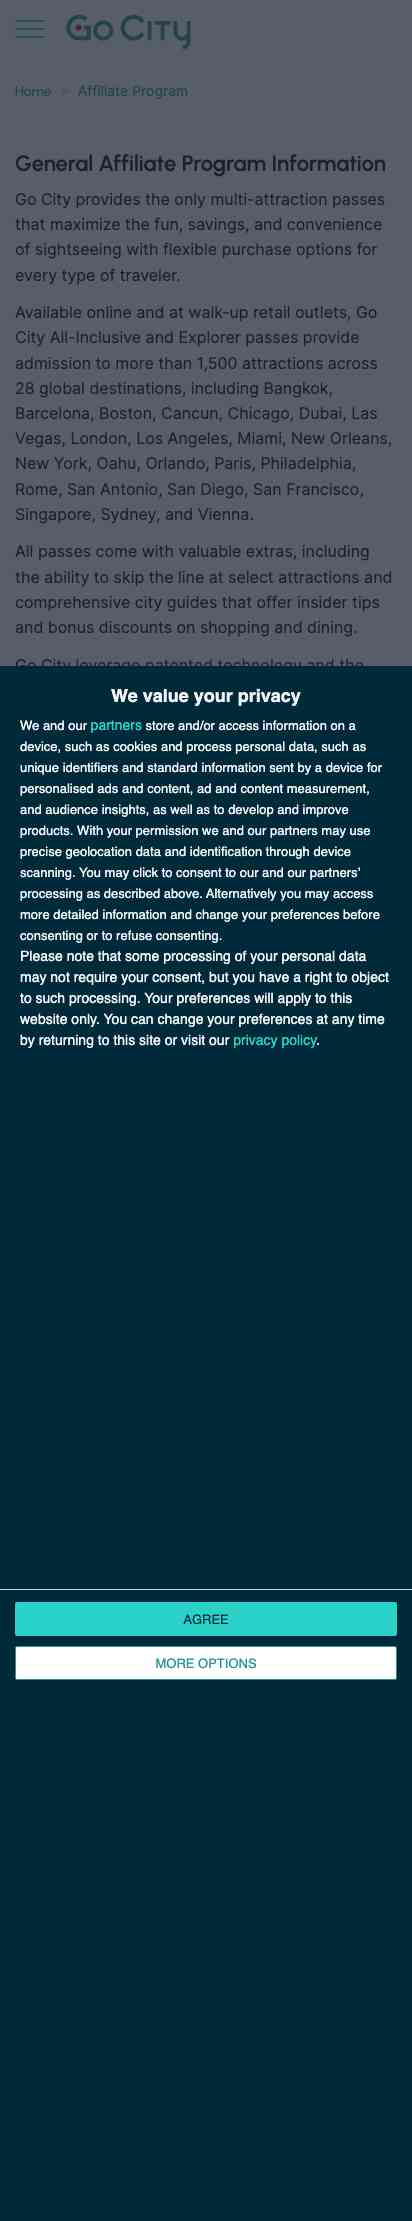 Go City
Home > Affiliate Program
General Affiliate Program Information
Go City provides the only multi-attraction passes
that maximize the fun, savings, and convenience
of sightseeing with flexible purchase options for
every type of traveler.
Available online and at walk-up retail outlets, Go
City All-Inclusive and Explorer passes provide
admission to more than 1,500 attractions across
28 global destinations, including Bangkok,
Barcelona, Boston, Cancun, Chicago, Dubai, Las
Vegas, London, Los Angeles, Miami, New Orleans,
New York, Oahu, Orlando, Paris, Philadelphia,
Rome, San Antonio, San Diego, San Francisco,
Singapore, Sydney, and Vienna.
All passes come with valuable extras, including
the ability to skip the line at select attractions and
comprehensive city guides that offer insider tips
and bonus discounts on shopping and dining.
Go City leverage patented technology and the
We value your privacy
We and our partners store and/or access information on a
device, such as cookies and process personal data, such as
unique identifiers and standard information sent by a device for
personalised ads and content, ad and content measurement,
and audience insights, as well as to develop and improve
products. With your permission we and our partners may use
precise geolocation data and identification through device
scanning. You may click to consent to our and our partners’
processing as described above. Alternatively you may access
more detailed information and change your preferences before
consenting or to refuse consenting.
Please note that some processing of your personal data
may not require your consent, but you have a right to object
to such processing. Your preferences will apply to this
website only. You can change your preferences at any time
by returning to this site or visit our privacy policy.
AGREE
MORE OPTIONS